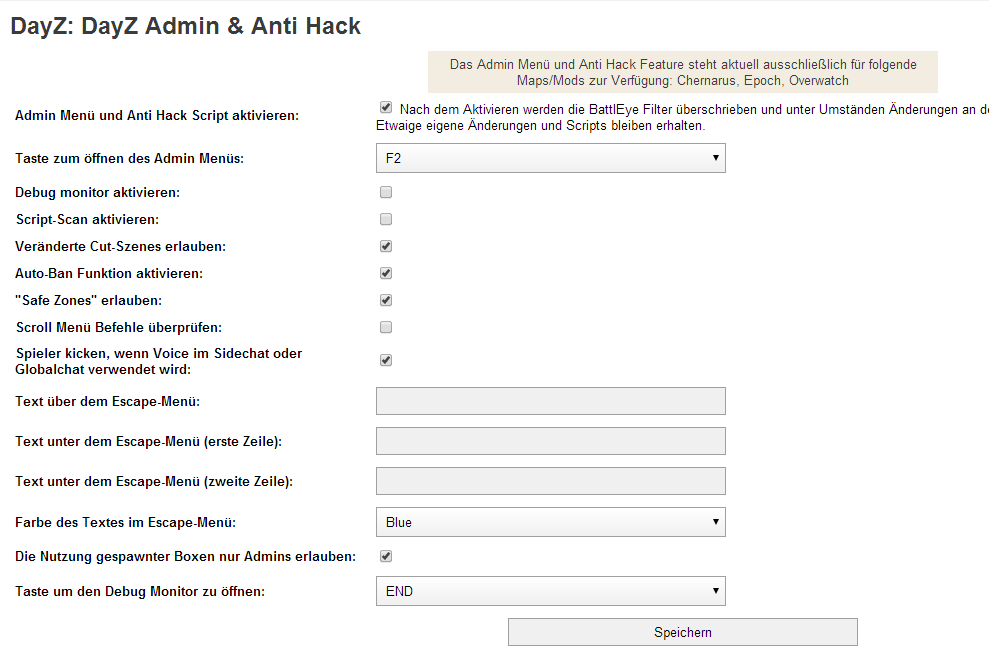 DayZ: DayZ Admin & Anti Hack
Das Admin Menü und Anti Hack Feature steht aktuell ausschließlich für folgende
Maps/Mods zur Verfügung: Chernarus, Epoch, Overwatch
Admin Menü und Anti Hack Script aktivieren:
Nach dem Aktivieren werden die BattlEye Filter überschrieben und unter Umständen Änderungen an
Etwaige eigene Änderungen und Scripts bleiben erhalten.
Taste zum öffnen des Admin Menüs:
F2
Debug monitor aktivieren:
Script-Scan aktivieren:
Veränderte Cut-Szenes erlauben:
Auto-Ban Funktion aktivieren:
"Safe Zones" erlauben:
Scroll Menü Befehle überprüfen:
Spieler kicken, wenn Voice im Sidechat oder
Globalchat verwendet wird:
Text über dem Escape-Menü:
Text unter dem Escape-Menü (erste Zeile):
Text unter dem Escape-Menü (zweite Zeile):
Farbe des Textes im Escape-Menü:
Blue
Die Nutzung gespawnter Boxen nur Admins erlauben:
Taste um den Debug Monitor zu öffnen:
END
Speichern